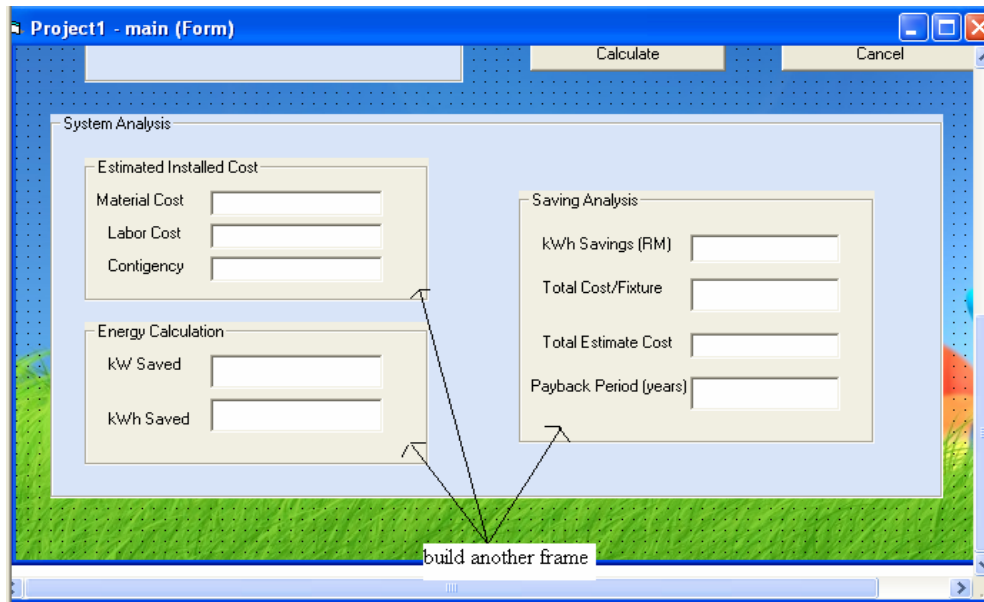 Project1 - main (Form)
Calculate
Cancel
System Analysis
Estimated Installed Cost
Material Cost
Labor Cost
Contigency
Energy Calculation
kW Saved
kWh Saved
Saving Analysis
kWh Savings (RM)
Total Cost/Fixture
Total Estimate Cost
Payback Period (years)
build another frame